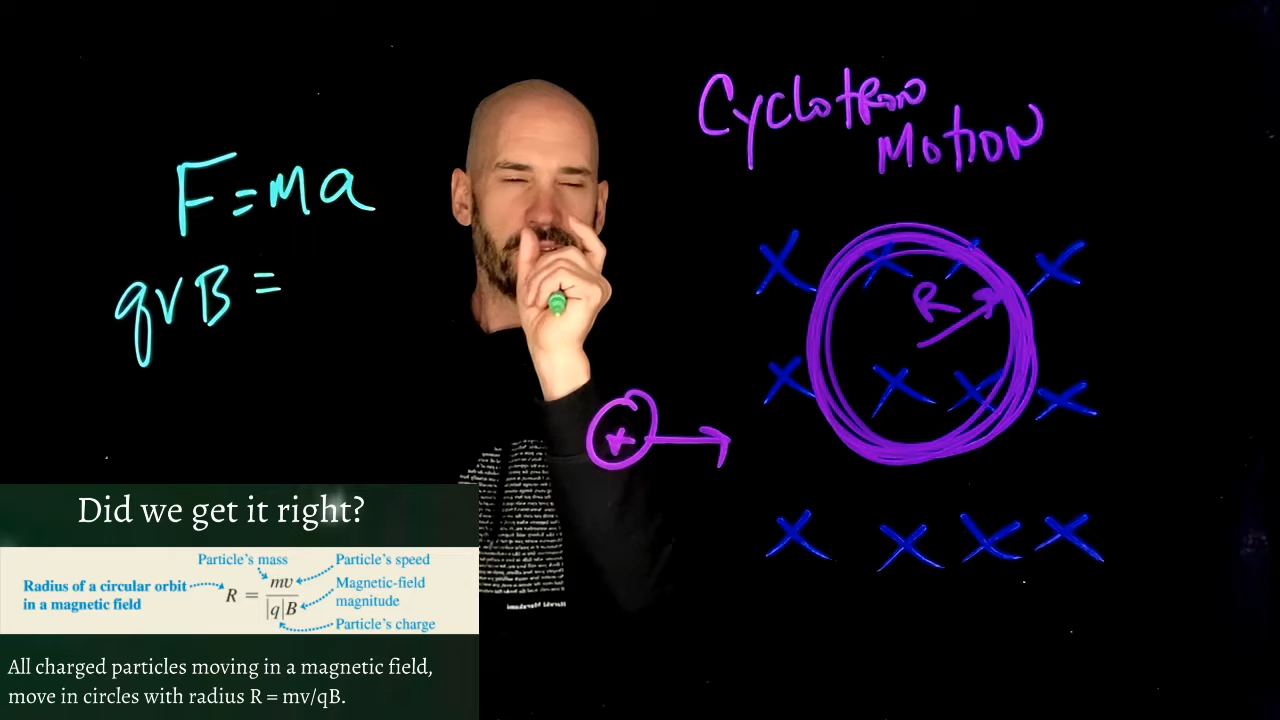 Cyclotron
Motion
F = ma
qvB =
R
+
X X X X
X X X X
X X X X
Did we get it right?
Particle's mass
Particle's speed
Radius of a circular orbit
in a magnetic field
R = mv / |q|B
Magnetic-field
magnitude
Particle's charge
All charged particles moving in a magnetic field,
move in circles with radius R = mv/qB.